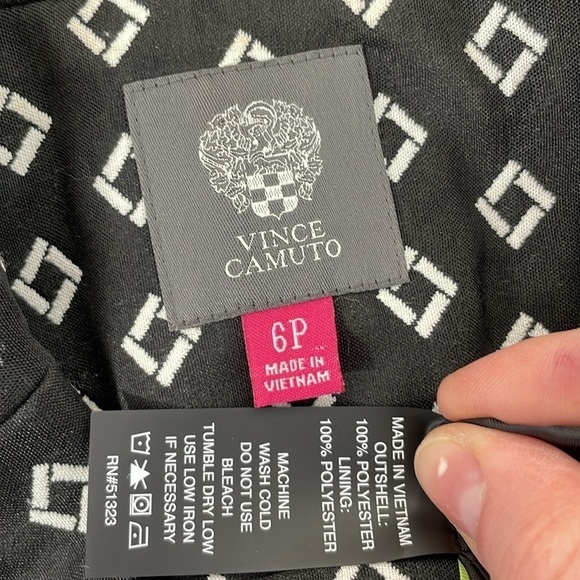 VINCE
CAMUTO
6P
MADE IN
VIETNAM
MADE IN VIETNAM
OUTSHELL:
100% POLYESTER
LINING:
100% POLYESTER
MACHINE
WASH COLD
DO NOT USE
BLEACH
TUMBLE DRY LOW
USE LOW IRON
IF NECESSARY
RN#51323